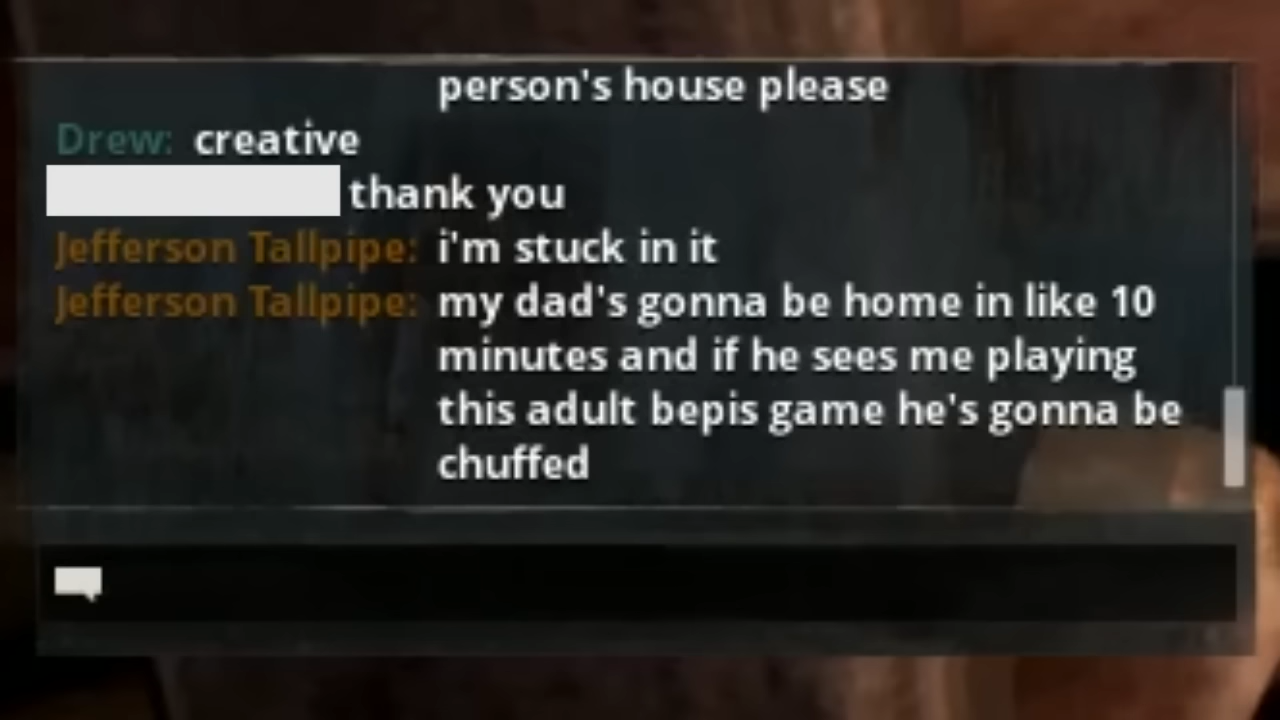 person's house please
Drew: creative
thank you
Jefferson Tallpipe: i'm stuck in it
Jefferson Tallpipe: my dad's gonna be home in like 10
minutes and if he sees me playing
this adult bepis game he's gonna be
chuffed